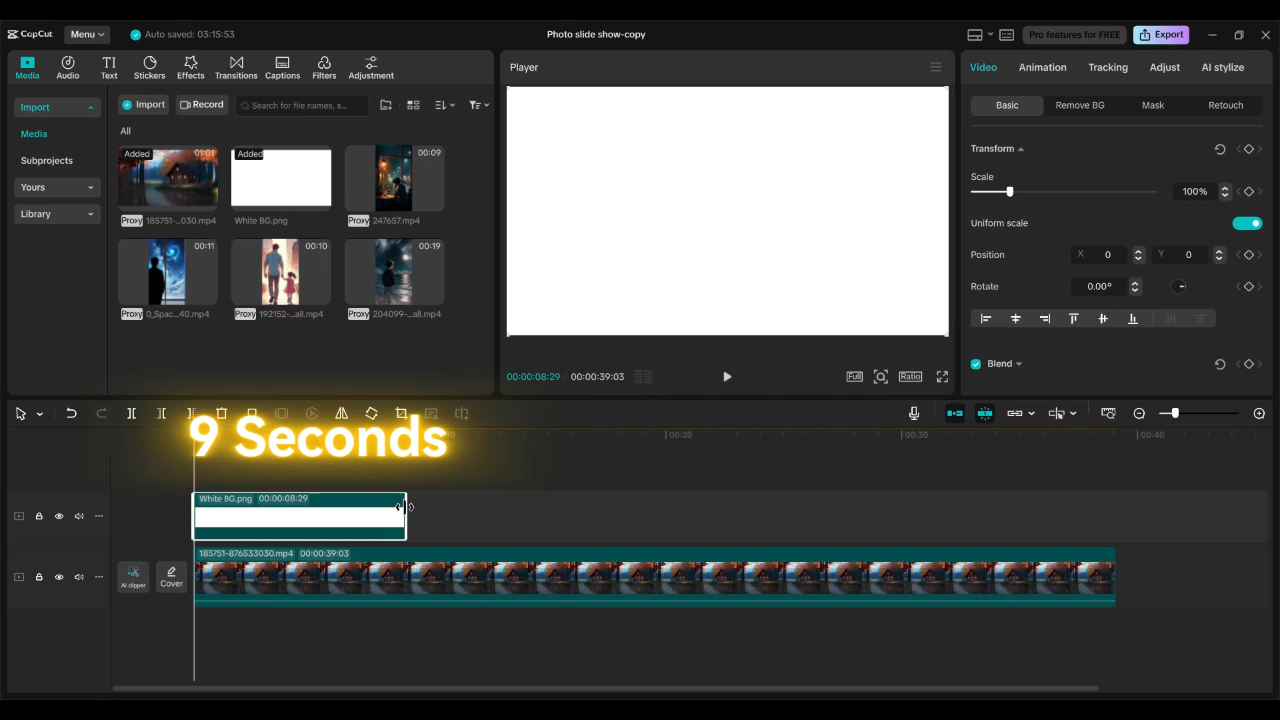 CapCut
Menu
Auto saved: 03:15:53
Photo slide show-copy
Pro features for FREE
Export
Media
Audio
Text
Stickers
Effects
Transitions
Captions
Filters
Adjustment
Player
Video
Animation
Tracking
Adjust
AI stylize
Import
Media
Subprojects
Yours
Library
Import
Record
Search for file names, s...
All
Added
01:01
Proxy 185751-...030.mp4
Added
White BG.png
00:09
Proxy 247657.mp4
00:11
Proxy 0_Spac...40.mp4
00:10
Proxy 192152-...all.mp4
00:19
Proxy 204099-...all.mp4
00:00:08:29 / 00:00:39:03
Full
Ratio
Basic
Remove BG
Mask
Retouch
Transform
Scale
100%
Uniform scale
Position
X 0
Y 0
Rotate
0.00°
Blend
9 Seconds
00:20
00:30
00:40
White BG.png 00:00:08:29
185751-876533030.mp4 00:00:39:03
AI clipper
Cover